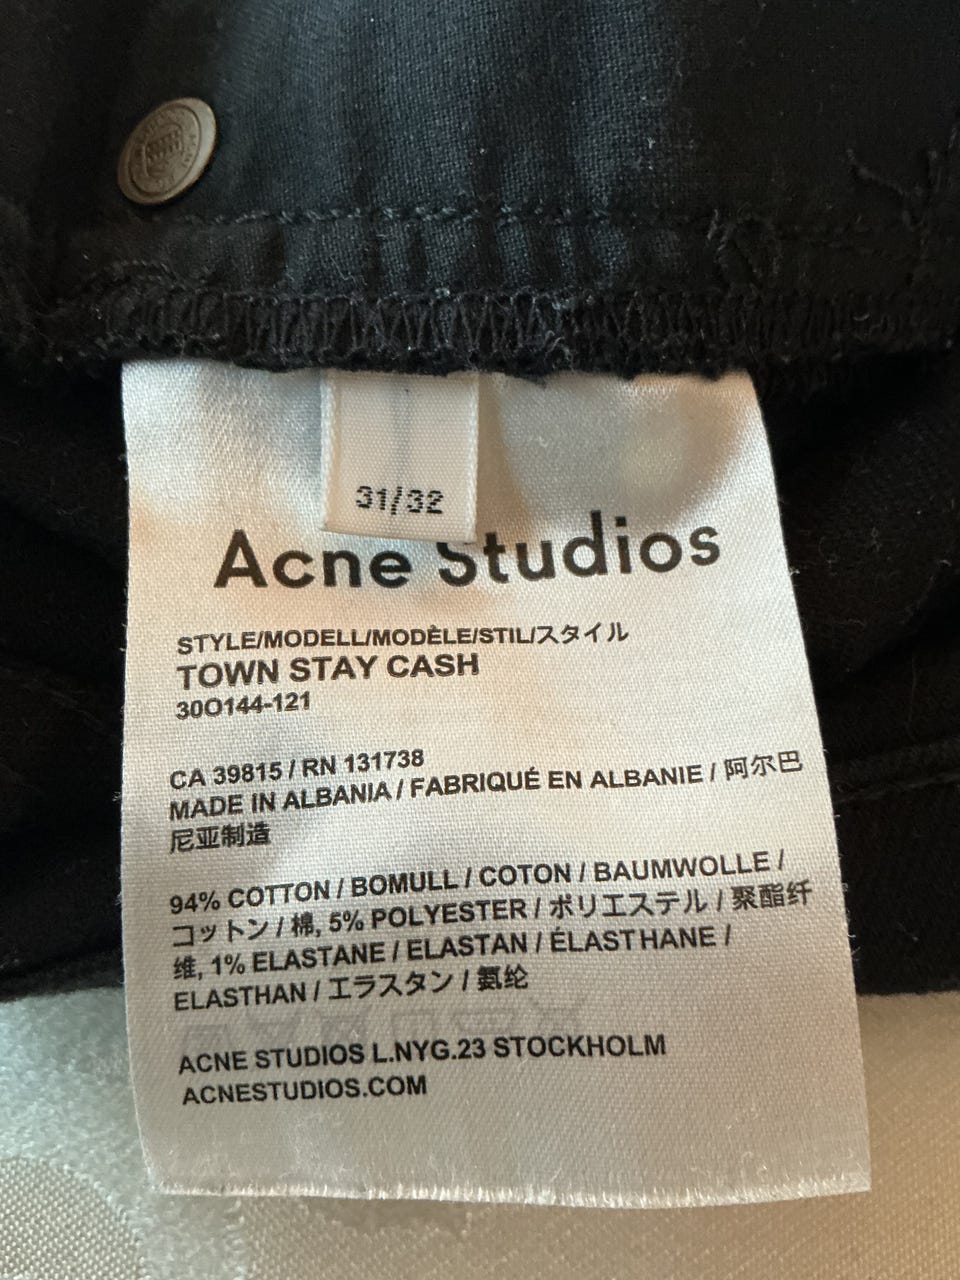 31/32
Acne Studios
STYLE/MODELL/MODÈLE/STIL/スタイル
TOWN STAY CASH
30O144-121
CA 39815 / RN 131738
MADE IN ALBANIA / FABRIQUÉ EN ALBANIE / 阿尔巴
尼亚制造
94% COTTON / BOMULL / COTON / BAUMWOLLE /
コットン / 棉, 5% POLYESTER / ポリエステル / 聚酯纤
维, 1% ELASTANE / ELASTAN / ÉLASTHANE /
ELASTHAN / エラスタン / 氨纶
ACNE STUDIOS L.NYG.23 STOCKHOLM
ACNESTUDIOS.COM